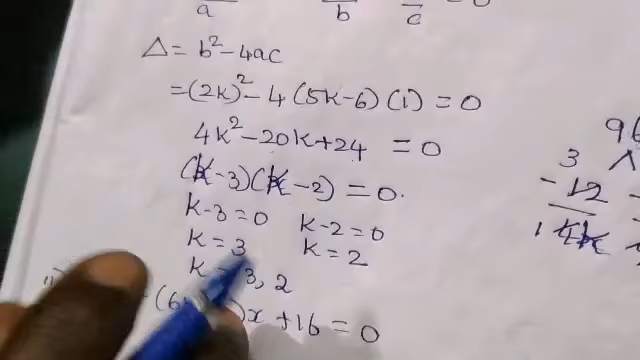 a b c = 0
Δ = b² - 4ac
= (2k)² - 4 (5k-6) (1) = 0
4k² - 20k + 24 = 0
(k-3)(k-2) = 0.
k-3=0 k-2=0
k=3 k=2
k = 3, 2
)x + 16 = 0
96
3
-12